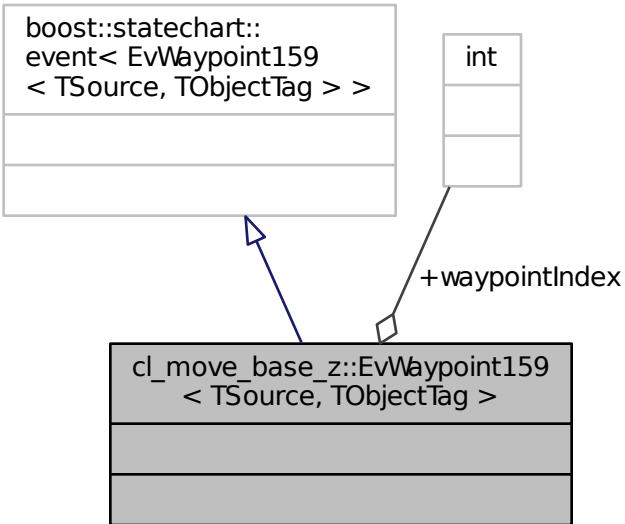 boost::statechart::
event< EvWaypoint159
< TSource, TObjectTag > >
int
+waypointIndex
cl_move_base_z::EvWaypoint159
< TSource, TObjectTag >